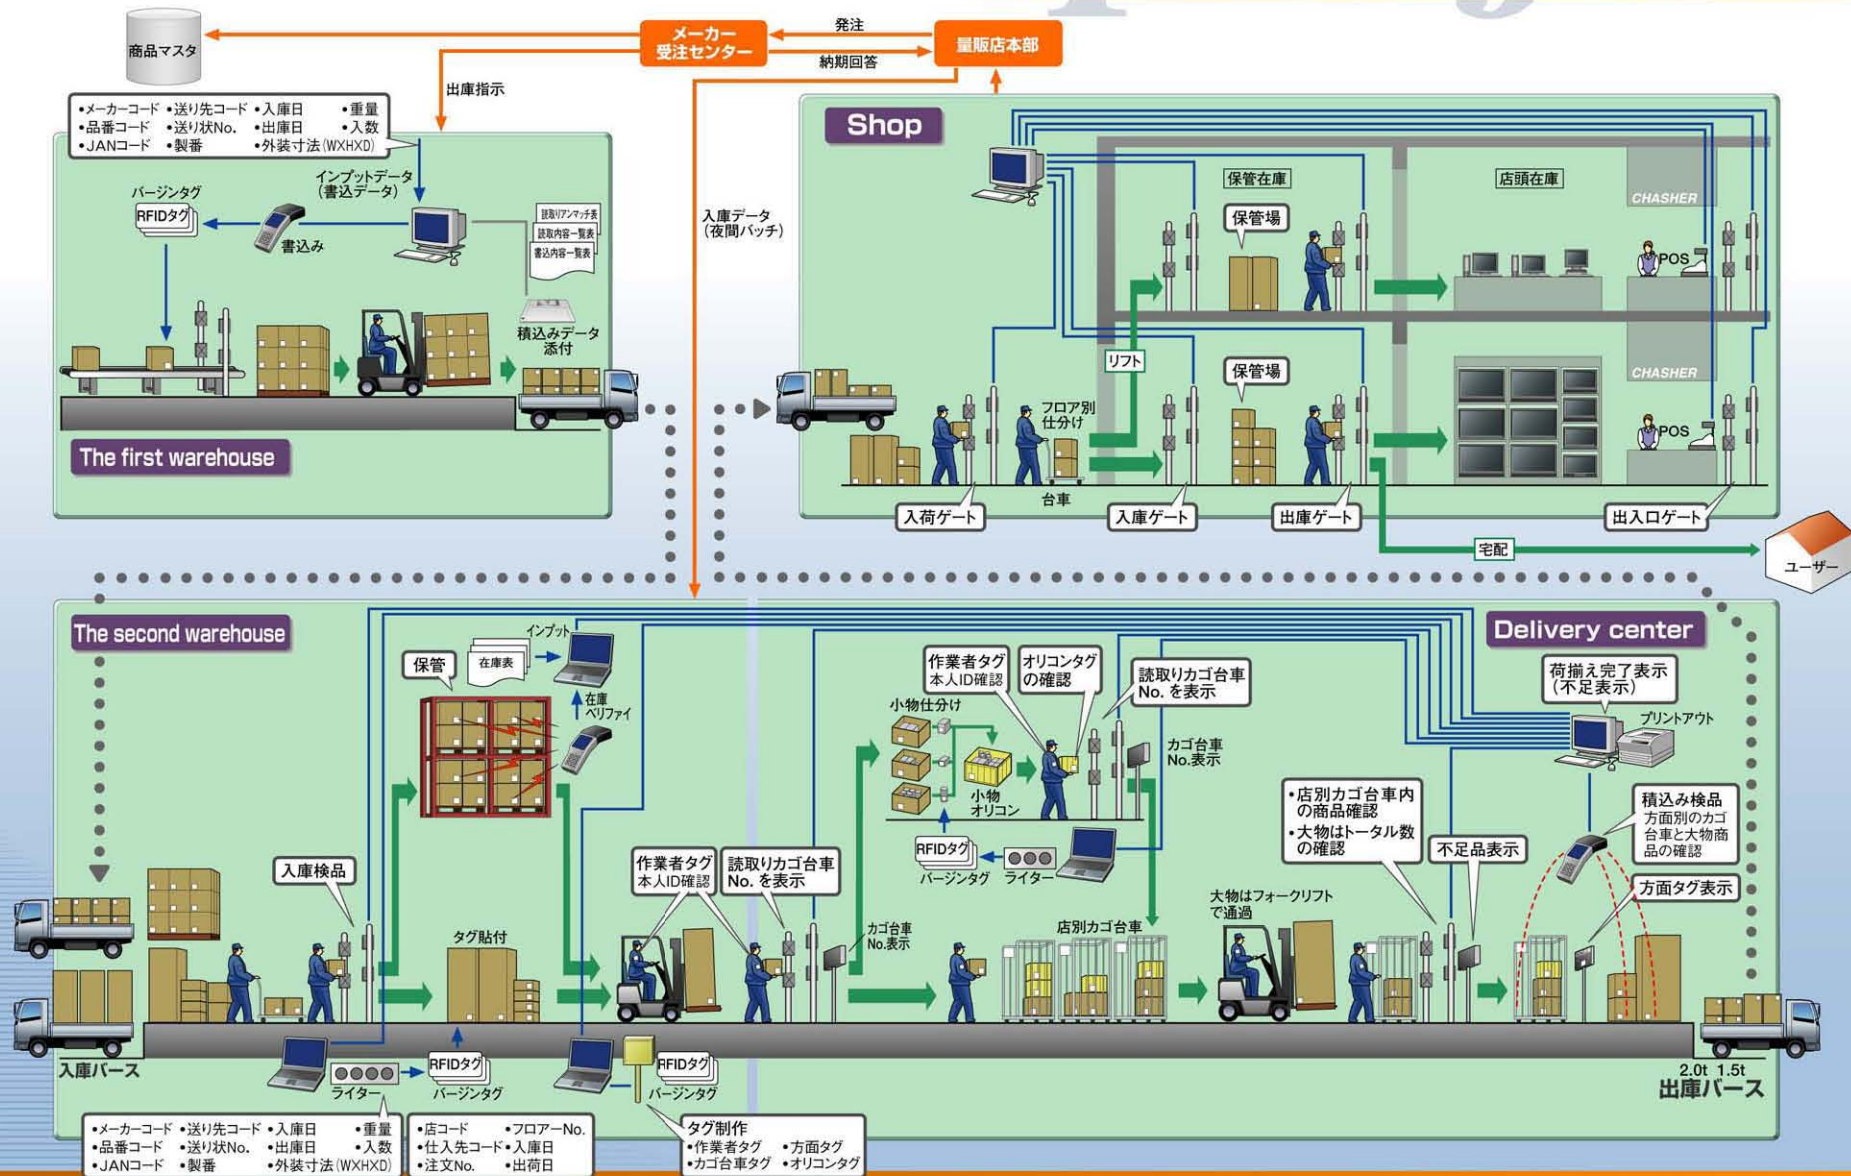 発注
メーカー
受注センター
量販店本部
納期回答
商品マスタ
出庫指示
•メーカーコード •送り先コード •入庫日 •重量
•品番コード •送り状No. •出庫日 •入数
•JANコード •製番 •外装寸法(WXHXD)
インプットデータ
(書込データ)
バージンタグ
RFIDタグ
書込み
読取りアンマッチ表
読取内容一覧表
書込内容一覧表
積込みデータ
添付
The first warehouse
入庫データ
(夜間バッチ)
Shop
保管在庫
店頭在庫
CHASHER
保管場
POS
リフト
保管場
CHASHER
フロア別
仕分け
POS
台車
入荷ゲート
入庫ゲート
出庫ゲート
出入口ゲート
宅配
ユーザー
The second warehouse
Delivery center
インプット
保管
在庫表
在庫
ベリファイ
作業者タグ
本人ID確認
オリコンタグ
の確認
読取りカゴ台車
No. を表示
小物仕分け
カゴ台車
No.表示
小物
オリコン
RFIDタグ
バージンタグ
ライター
荷揃え完了表示
(不足表示)
プリントアウト
•店別カゴ台車内
の商品確認
•大物はトータル数
の確認
不足品表示
積込み検品
方面別のカゴ
台車と大物商
品の確認
方面タグ表示
入庫検品
タグ貼付
作業者タグ
本人ID確認
読取りカゴ台車
No. を表示
カゴ台車
No.表示
店別カゴ台車
大物はフォークリフト
で通過
入庫バース
ライター
RFIDタグ
バージンタグ
RFIDタグ
バージンタグ
2.0t 1.5t
出庫バース
•メーカーコード •送り先コード •入庫日 •重量
•品番コード •送り状No. •出庫日 •入数
•JANコード •製番 •外装寸法(WXHXD)
•店コード •フロアーNo.
•仕入先コード •入庫日
•注文No. •出荷日
タグ制作
•作業者タグ •方面タグ
•カゴ台車タグ •オリコンタグ